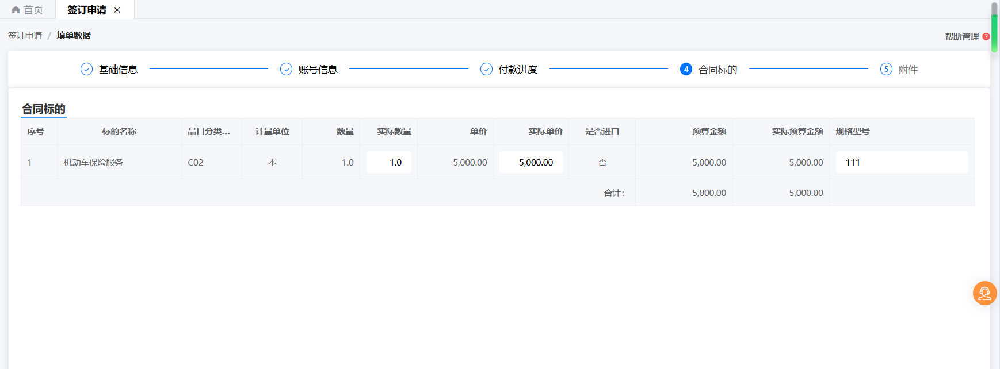 首页 签订申请 ×
签订申请 / 填单数据
帮助管理 ?
基础信息 账号信息 付款进度 4 合同标的 5 附件
合同标的
序号 标的名称 品目分类... 计量单位 数量 实际数量 单价 实际单价 是否进口 预算金额 实际预算金额 规格型号
1 机动车保险服务 C02 本 1.0 1.0 5,000.00 5,000.00 否 5,000.00 5,000.00 111
合计： 5,000.00 5,000.00